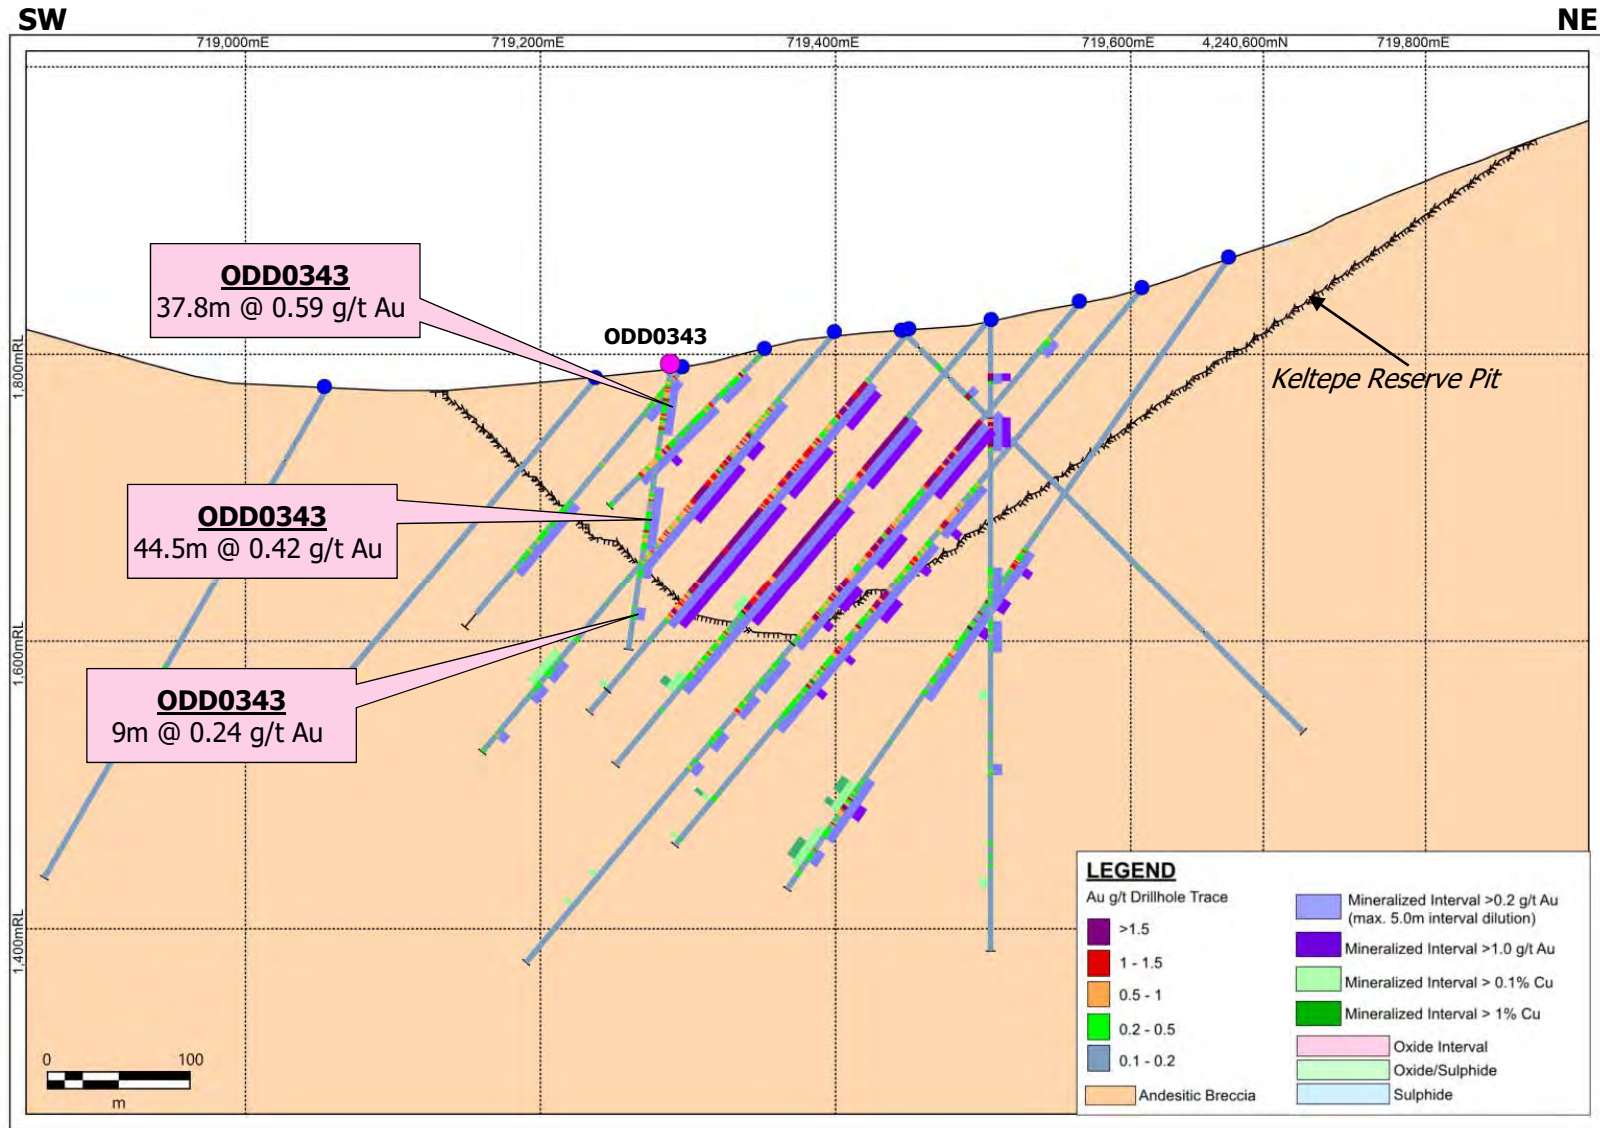 SW
NE
719,000mE
719,200mE
719,400mE
719,600mE
4,240,600mN
719,800mE
ODD0343
37.8m @ 0.59 g/t Au
ODD0343
1,800mRL
Keltepe Reserve Pit
ODD0343
44.5m @ 0.42 g/t Au
1,600mRL
ODD0343
9m @ 0.24 g/t Au
1,400mRL
0
100
m
LEGEND
Au g/t Drillhole Trace
>1.5
1 - 1.5
0.5 - 1
0.2 - 0.5
0.1 - 0.2
Andesitic Breccia
Mineralized Interval >0.2 g/t Au
(max. 5.0m interval dilution)
Mineralized Interval >1.0 g/t Au
Mineralized Interval > 0.1% Cu
Mineralized Interval > 1% Cu
Oxide Interval
Oxide/Sulphide
Sulphide